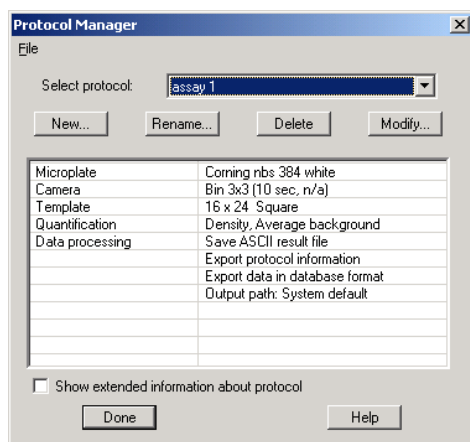 Protocol Manager
File
Select protocol: assay 1
New... Rename... Delete Modify...
Microplate Corning nbs 384 white
Camera Bin 3x3 (10 sec, n/a)
Template 16 x 24 Square
Quantification Density, Average background
Data processing Save ASCII result file
Export protocol information
Export data in database format
Output path: System default
Show extended information about protocol
Done Help